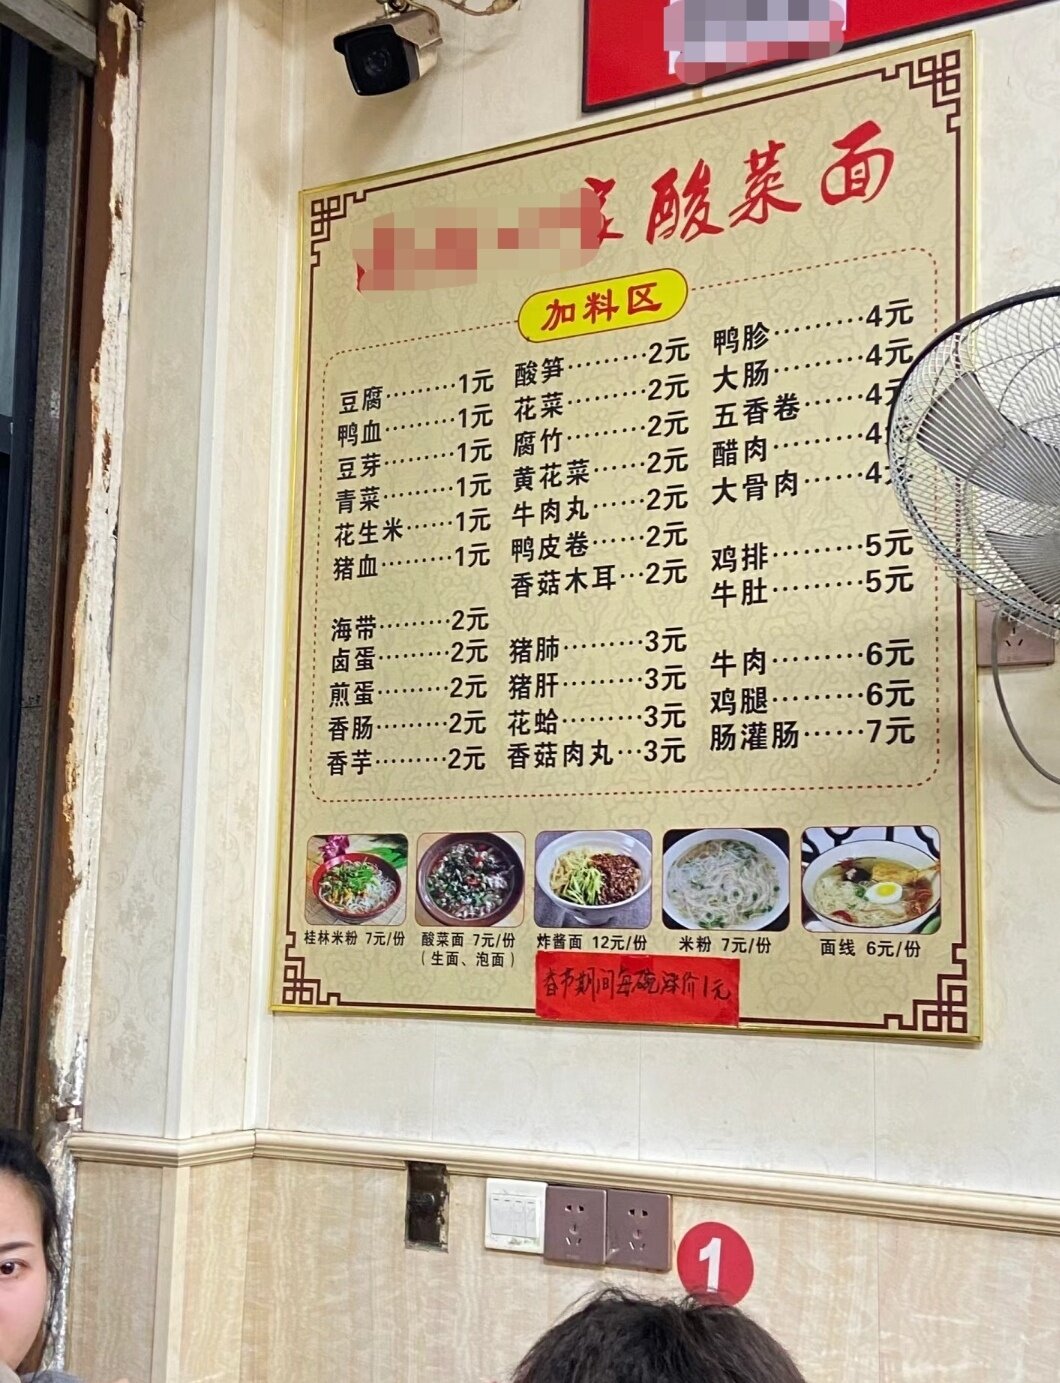 家酸菜面
加料区
豆腐………1元
鸭血………1元
豆芽………1元
青菜………1元
花生米……1元
猪血………1元
海带………2元
卤蛋………2元
煎蛋………2元
香肠………2元
香芋………2元
酸笋………2元
花菜………2元
腐竹………2元
黄花菜……2元
牛肉丸……2元
鸭皮卷……2元
香菇木耳…2元
猪肺………3元
猪肝………3元
花蛤………3元
香菇肉丸…3元
鸭胗………4元
大肠………4元
五香卷……4元
醋肉………4
大骨肉……4
鸡排………5元
牛肚………5元
牛肉………6元
鸡腿………6元
肠灌肠……7元
桂林米粉 7元/份
酸菜面 7元/份
（生面、泡面）
炸酱面 12元/份
米粉 7元/份
面线 6元/份
春节期间每碗涨价1元
1